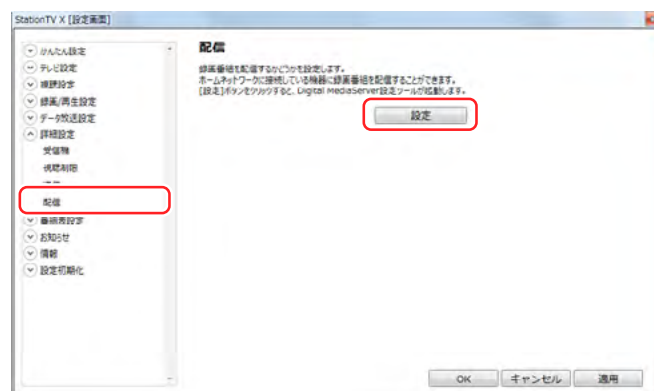 StationTV X [設定画面]
かんたん設定
テレビ設定
視聴設定
録画/再生設定
データ放送設定
詳細設定
受信機
視聴制限
配信
番組表設定
お知らせ
情報
設定初期化
配信
録画番組を配信するかどうかを設定します。
ホームネットワークに接続している機器に録画番組を配信することができます。
[設定]ボタンをクリックすると、Digital MediaServer設定ツールが起動します。
設定
OK
キャンセル
適用